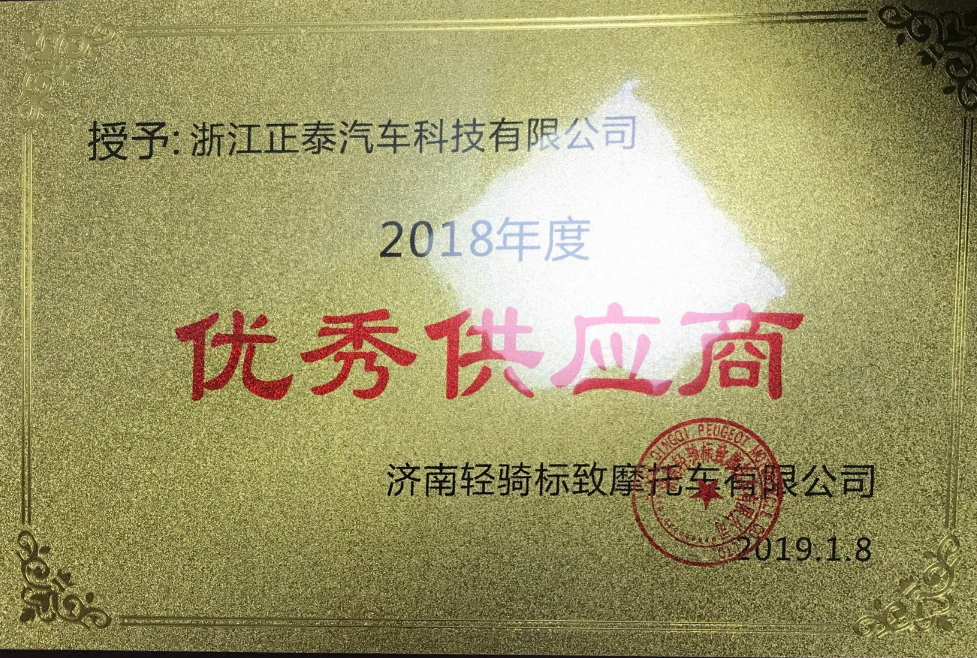 授予: 浙江正泰汽车科技有限公司
2018年度
优秀供应商
济南轻骑标致摩托车有限公司
2019.1.8